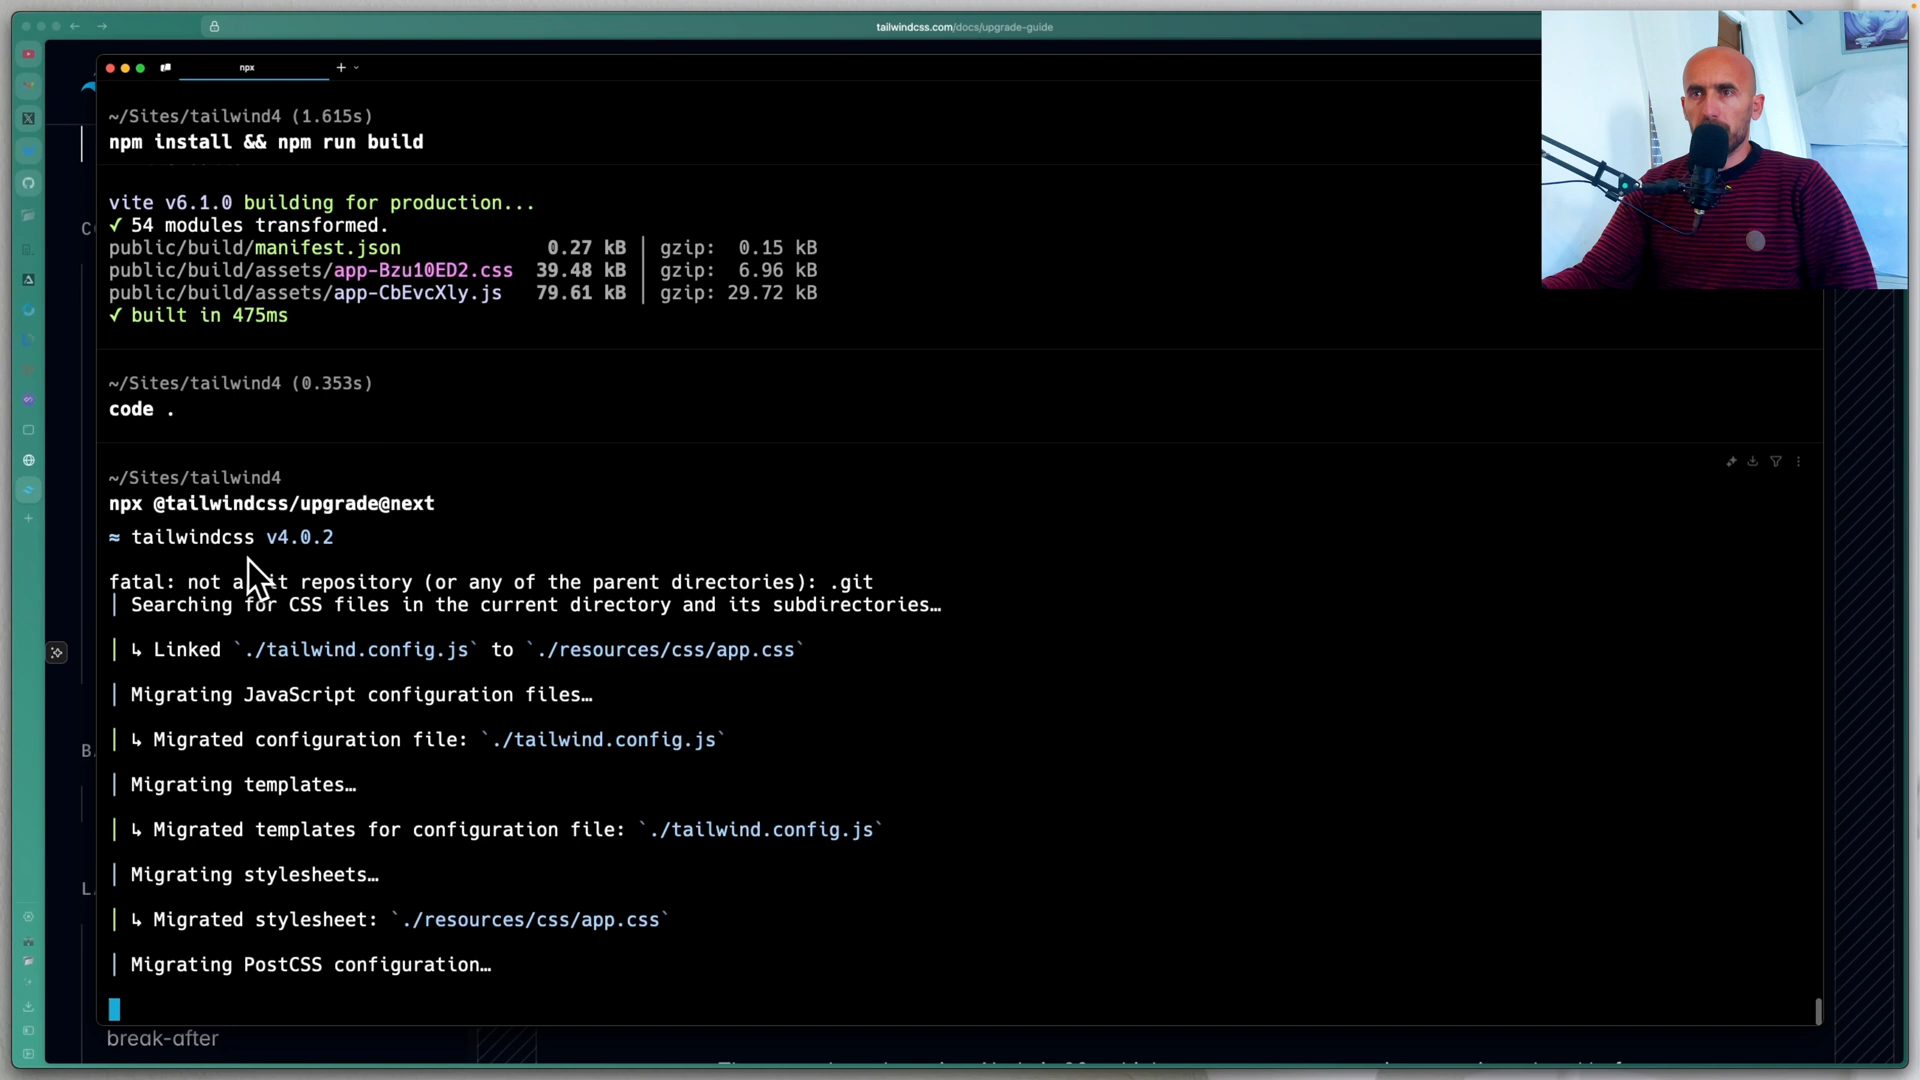 tailwindcss.com/docs/upgrade-guide
npx
~/Sites/tailwind4 (1.615s)
npm install && npm run build
vite v6.1.0 building for production...
✓ 54 modules transformed.
public/build/manifest.json 0.27 kB │ gzip: 0.15 kB
public/build/assets/app-Bzu10ED2.css 39.48 kB │ gzip: 6.96 kB
public/build/assets/app-CbEvcXly.js 79.61 kB │ gzip: 29.72 kB
✓ built in 475ms
~/Sites/tailwind4 (0.353s)
code .
~/Sites/tailwind4
npx @tailwindcss/upgrade@next
≈ tailwindcss v4.0.2
fatal: not a git repository (or any of the parent directories): .git
│ Searching for CSS files in the current directory and its subdirectories…
│ ↳ Linked `./tailwind.config.js` to `./resources/css/app.css`
│ Migrating JavaScript configuration files…
│ ↳ Migrated configuration file: `./tailwind.config.js`
│ Migrating templates…
│ ↳ Migrated templates for configuration file: `./tailwind.config.js`
│ Migrating stylesheets…
│ ↳ Migrated stylesheet: `./resources/css/app.css`
│ Migrating PostCSS configuration…
break-after